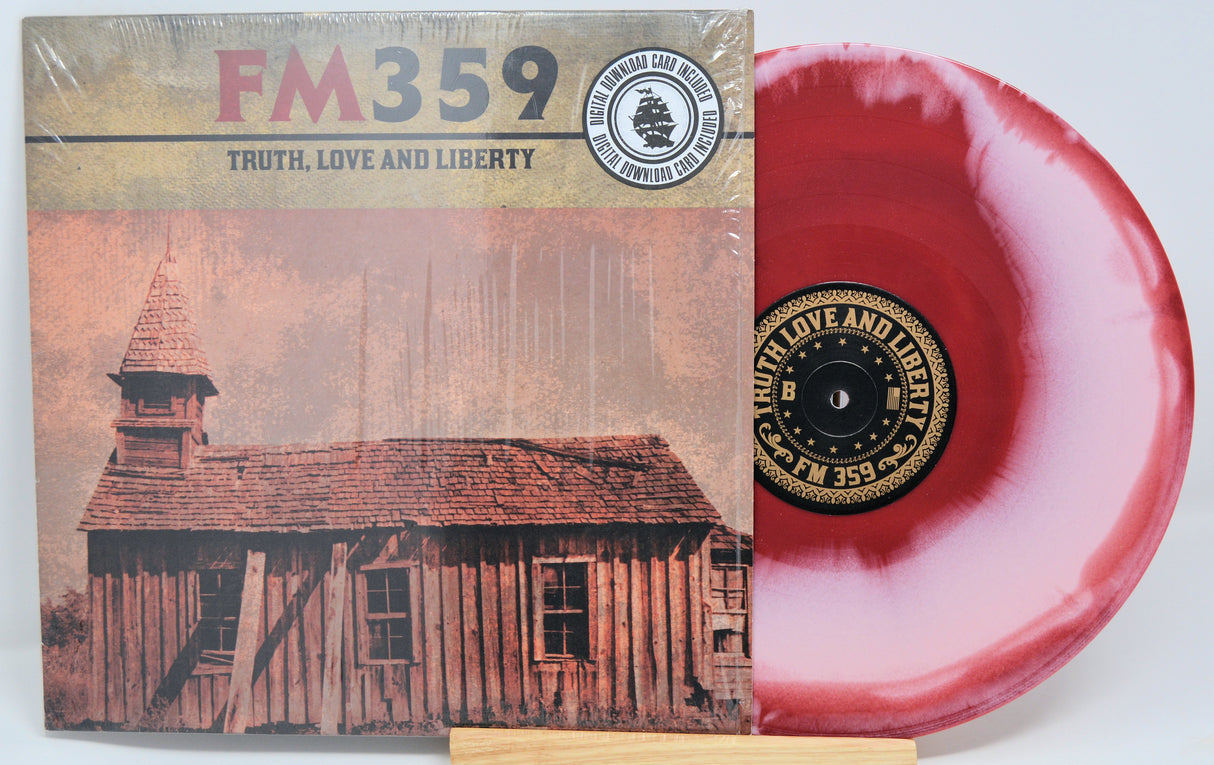 FM359
TRUTH, LOVE AND LIBERTY
DIGITAL DOWNLOAD CARD INCLUDED
DIGITAL DOWNLOAD CARD INCLUDED
TRUTH LOVE AND LIBERTY
B
FM 359